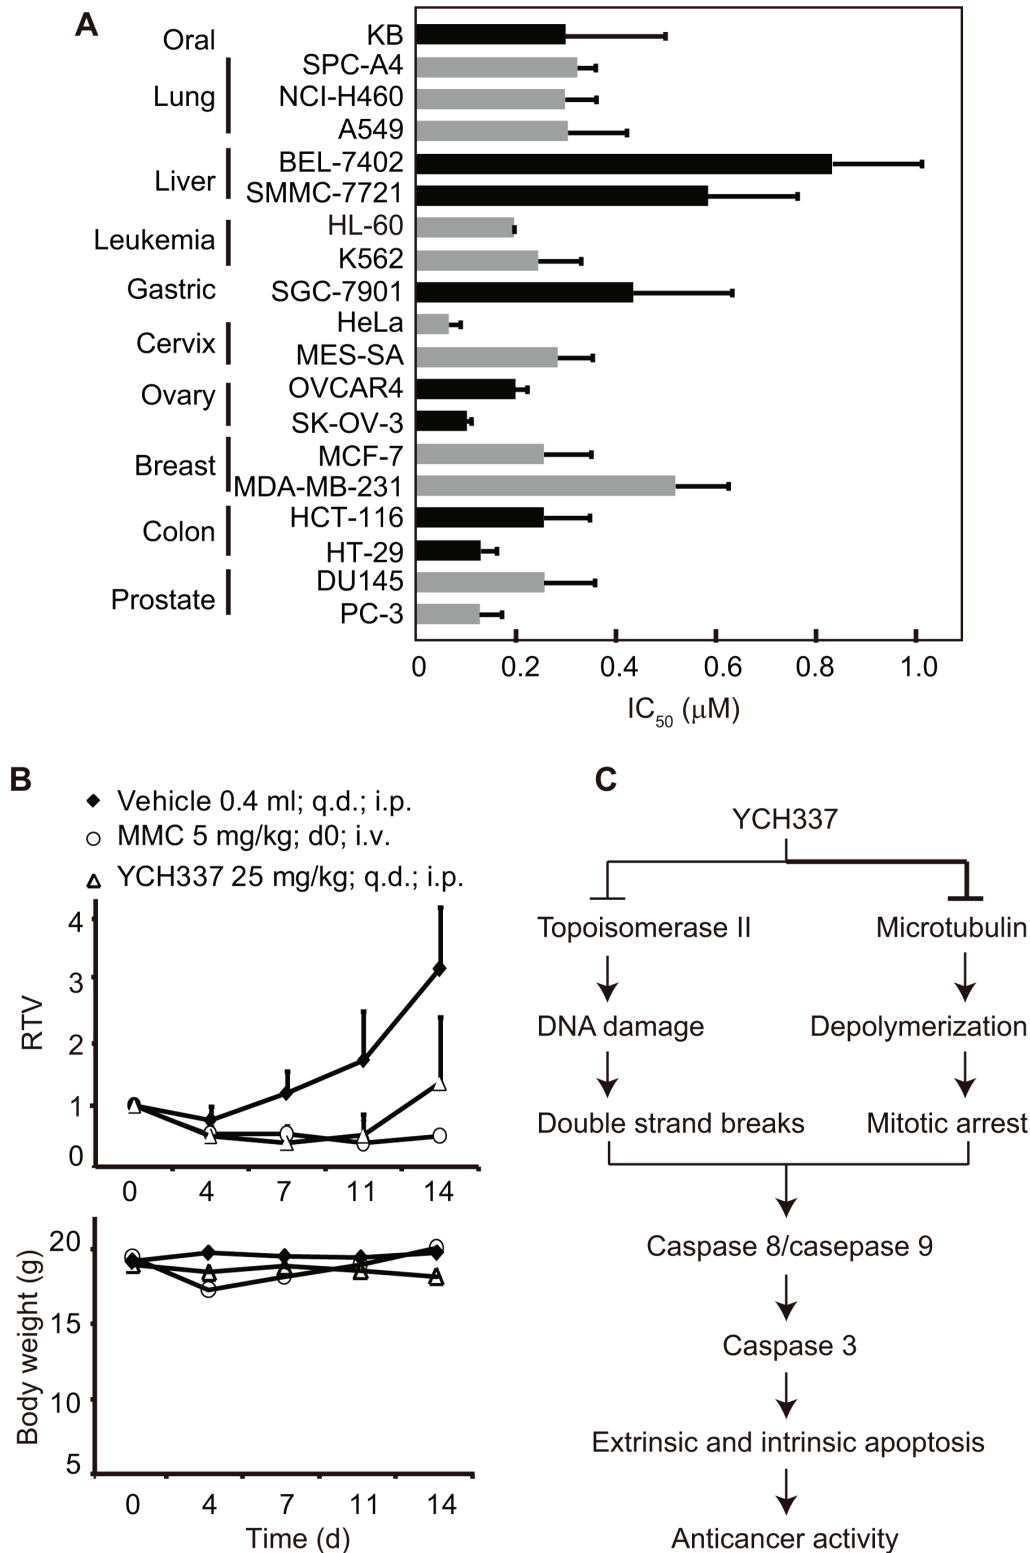 A
Oral KB
SPC-A4
Lung NCI-H460
A549
BEL-7402
Liver
SMMC-7721
HL-60
Leukemia
K562
Gastric SGC-7901
HeLa
Cervix
MES-SA
OVCAR4
Ovary
SK-OV-3
MCF-7
Breast
MDA-MB-231
HCT-116
Colon
HT-29
DU145
Prostate
PC-3
0 0.2 0.4 0.6 0.8 1.0
IC50 (μM)
B
Vehicle 0.4 ml; q.d.; i.p.
MMC 5 mg/kg; d0; i.v.
YCH337 25 mg/kg; q.d.; i.p.
4
3
RTV
2
1
0
0 4 7 11 14
20
15
Body weight (g)
10
5
0 4 7 11 14
Time (d)
C
YCH337
Topoisomerase II Microtubulin
DNA damage Depolymerization
Double strand breaks Mitotic arrest
Caspase 8/casepase 9
Caspase 3
Extrinsic and intrinsic apoptosis
Anticancer activity